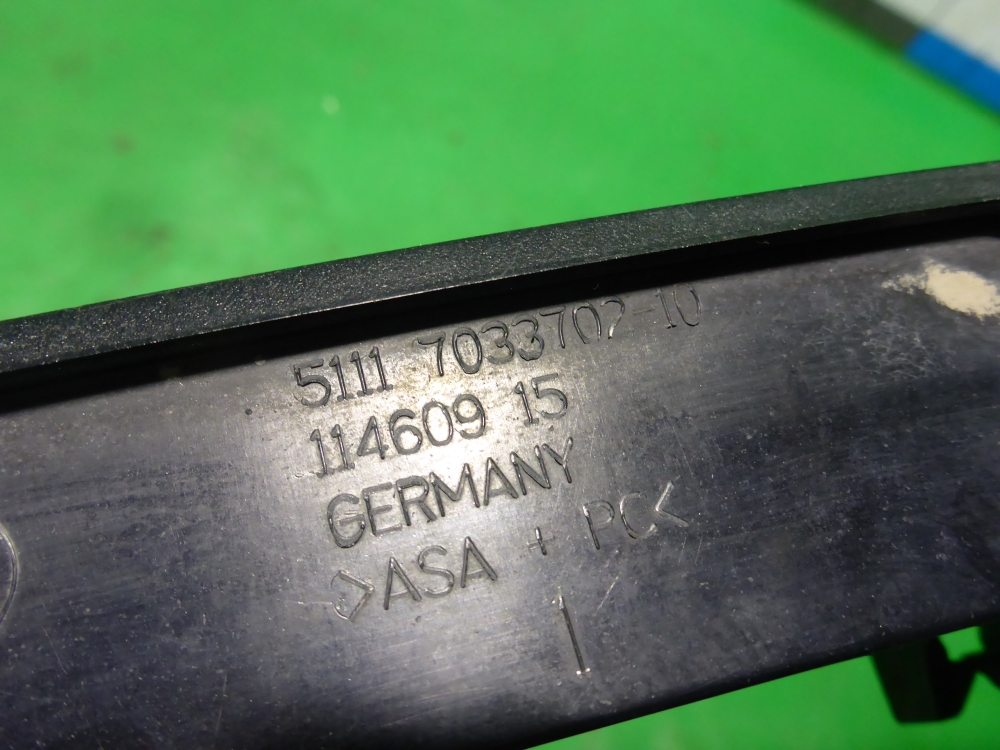 5111 7033702-10
114609 15
GERMANY
>ASA + PC<
1